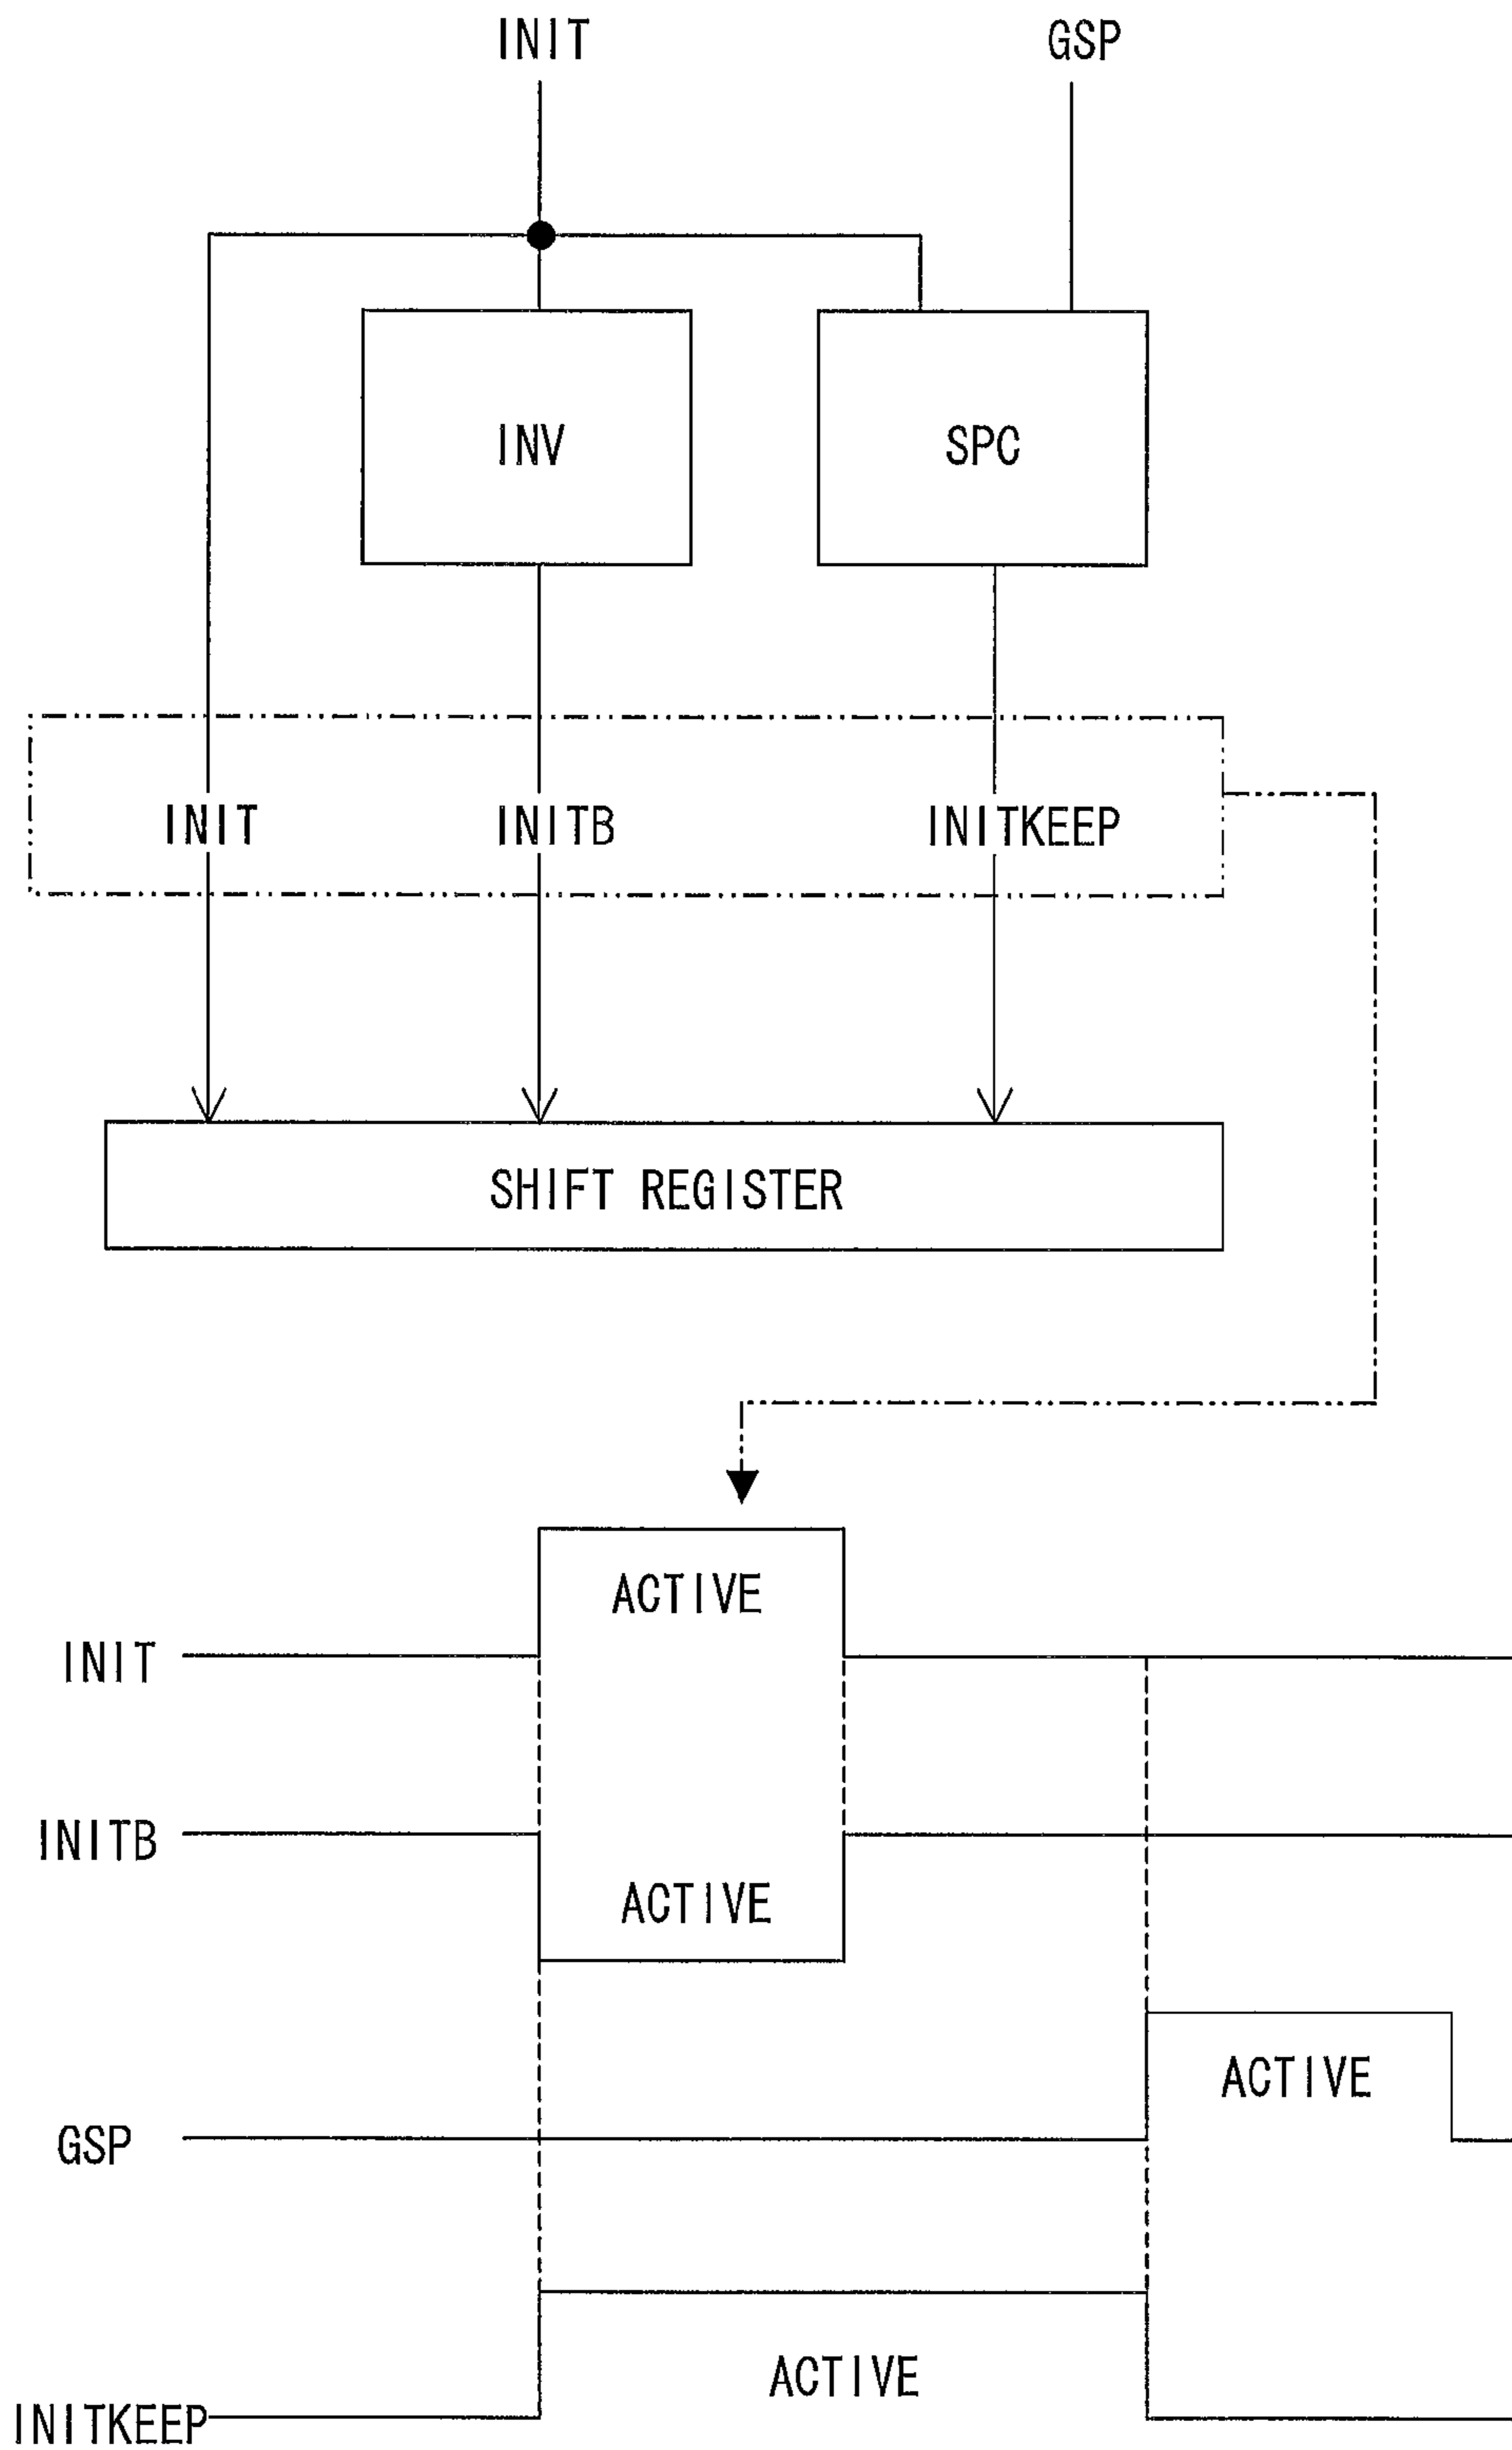 INIT GSP
INV SPC
INIT INITB INITKEEP
SHIFT REGISTER
ACTIVE
INIT
INITB
ACTIVE
ACTIVE
GSP
ACTIVE
INITKEEP